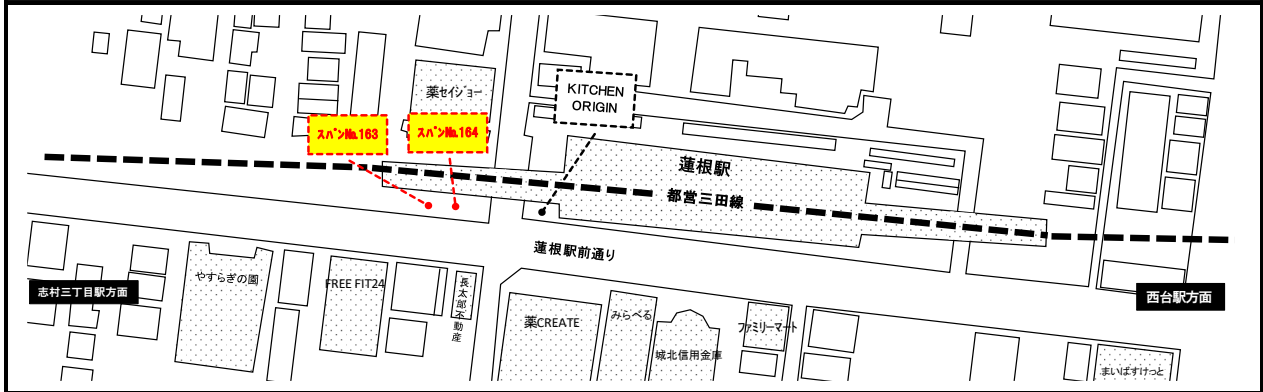 薬セイジョー
KITCHEN
ORIGIN
スパンNo.163
スパンNo.164
蓮根駅
都営三田線
蓮根駅前通り
志村三丁目駅方面
やすらぎの園
FREE FIT24
長太郎不動産
薬CREATE
みらべる
城北信用金庫
ファミリーマート
西台駅方面
まいばすけっと